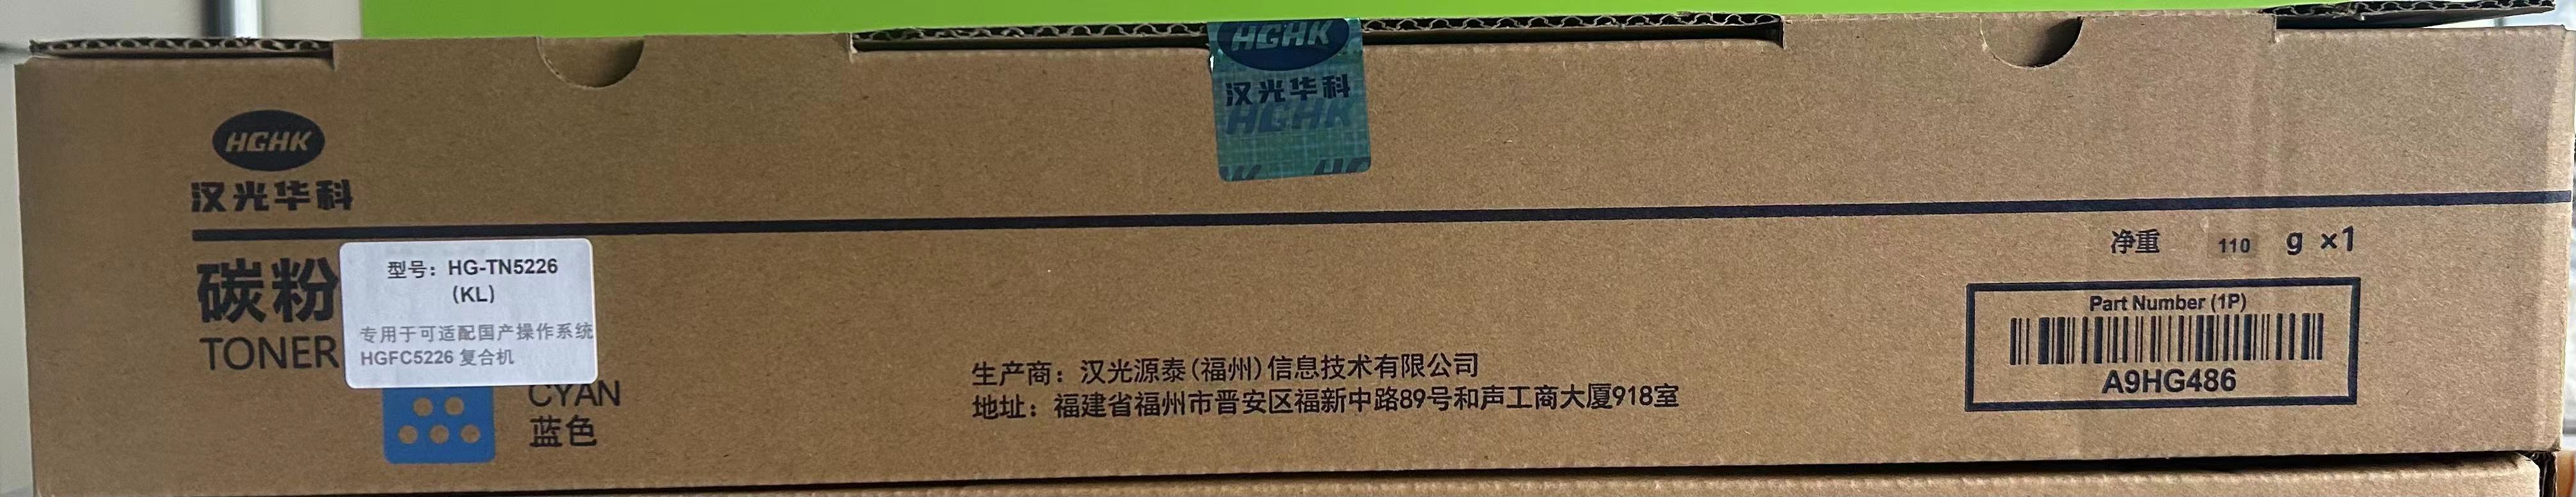 HGHK
汉光华科
HGHK
汉光华科
HGHK
碳粉
TONER
型号：HG-TN5226
(KL)
专用于可适配国产操作系统
HGFC5226 复合机
CYAN
蓝色
生产商：汉光源泰(福州)信息技术有限公司
地址：福建省福州市晋安区福新中路89号和声工商大厦918室
净重 110 g ×1
Part Number (1P)
A9HG486